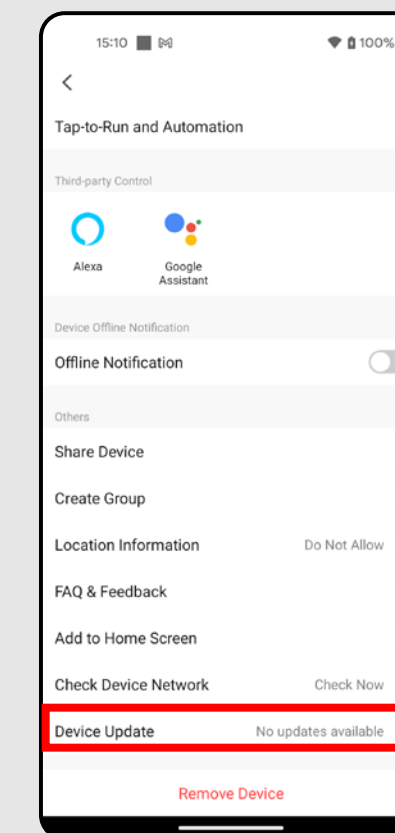 15:10 100%
Tap-to-Run and Automation
Third-party Control
Alexa Google
Assistant
Device Offline Notification
Offline Notification
Others
Share Device
Create Group
Location Information Do Not Allow
FAQ & Feedback
Add to Home Screen
Check Device Network Check Now
Device Update No updates available
Remove Device